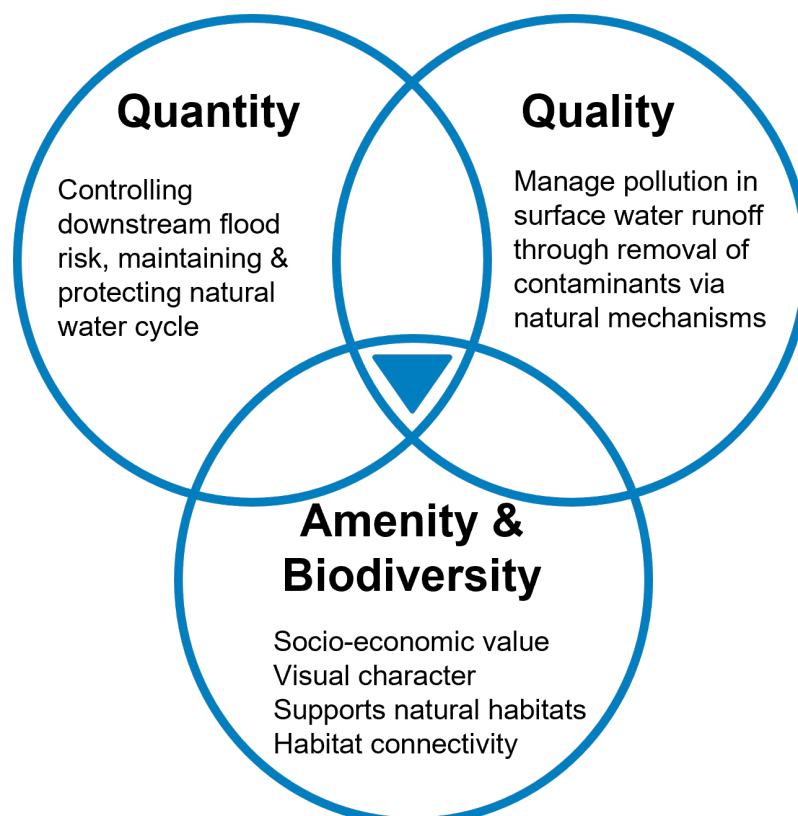 Quantity
Controlling
downstream flood
risk, maintaining &
protecting natural
water cycle
Quality
Manage pollution in
surface water runoff
through removal of
contaminants via
natural mechanisms
Amenity &
Biodiversity
Socio-economic value
Visual character
Supports natural habitats
Habitat connectivity